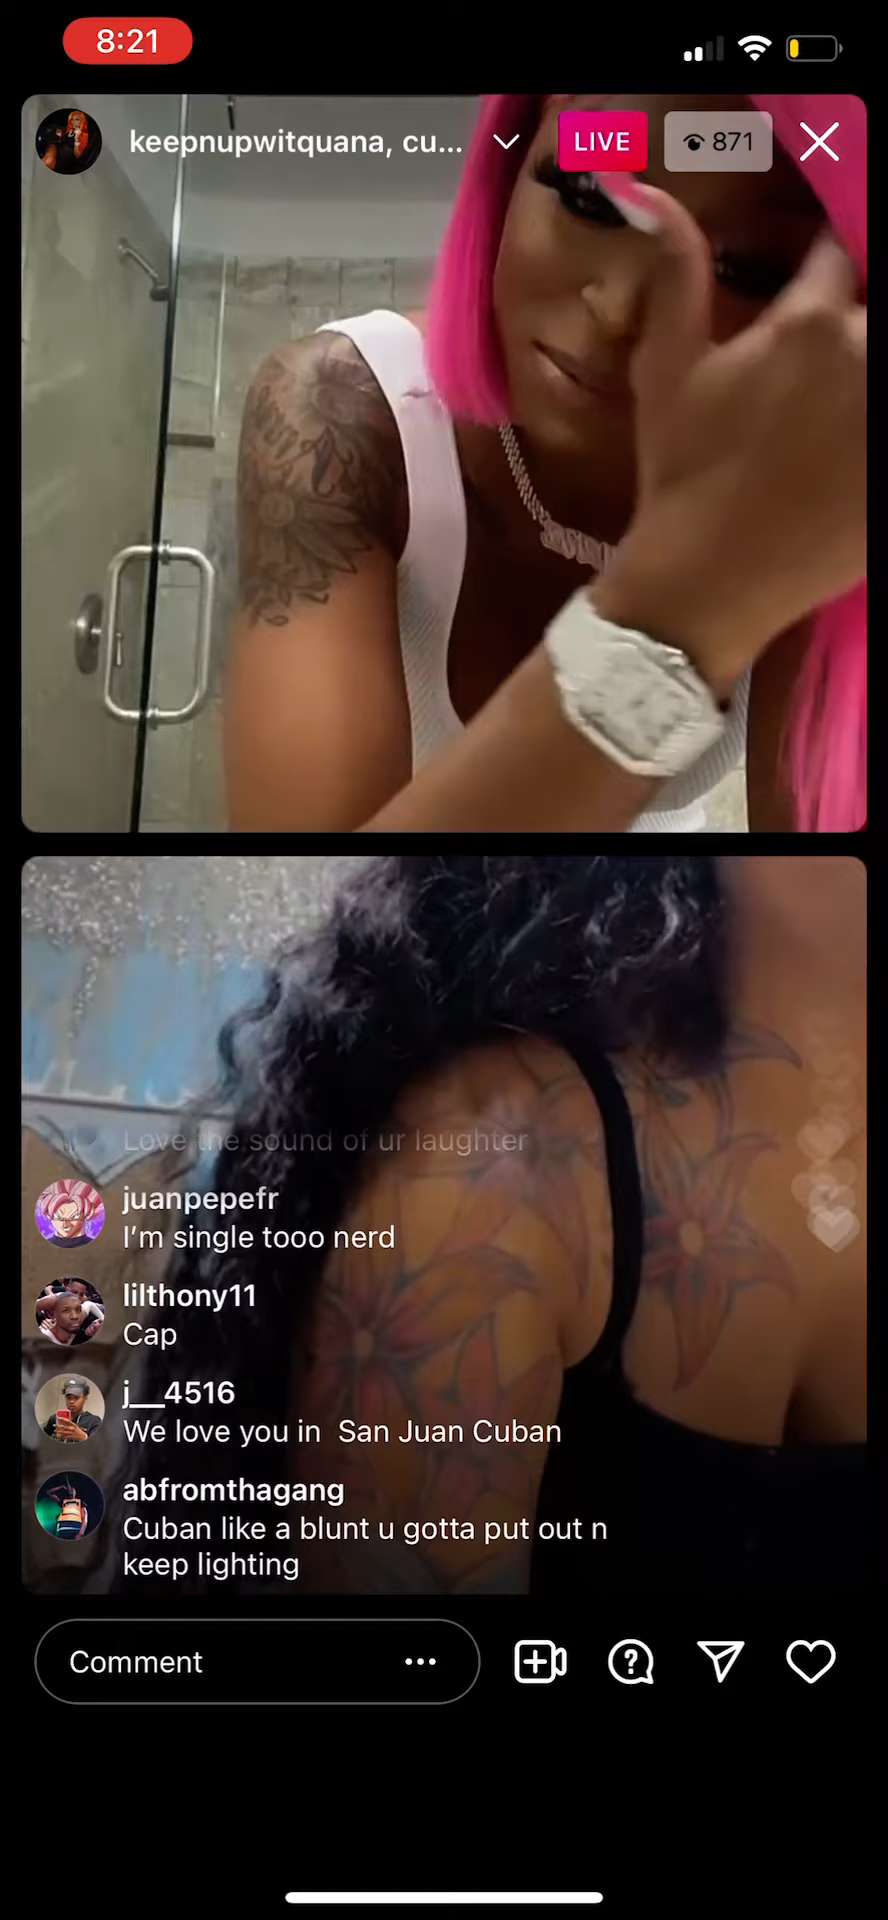 8:21
keepnupwitquana, cu...
LIVE
871
Love the sound of ur laughter
juanpepefr
I'm single tooo nerd
lilthony11
Cap
j__4516
We love you in San Juan Cuban
abfromthagang
Cuban like a blunt u gotta put out n
keep lighting
Comment